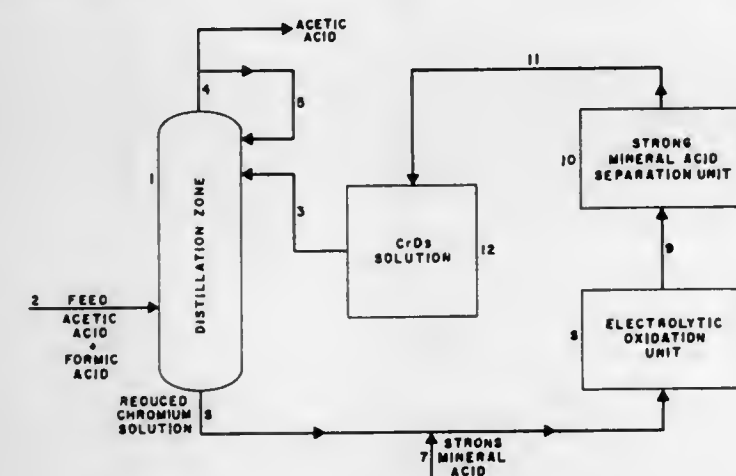 ACETIC
ACID
11
4
6
1
DISTILLATION ZONE
3
CrDs
SOLUTION
12
10
STRONG
MINERAL ACID
SEPARATION UNIT
9
2 FEED
ACETIC
ACID
+
FORMIC
ACID
8
ELECTROLYTIC
OXIDATION
UNIT
REDUCED
CHROMIUM
SOLUTION
5
7
STRONS
MINERAL
ACID